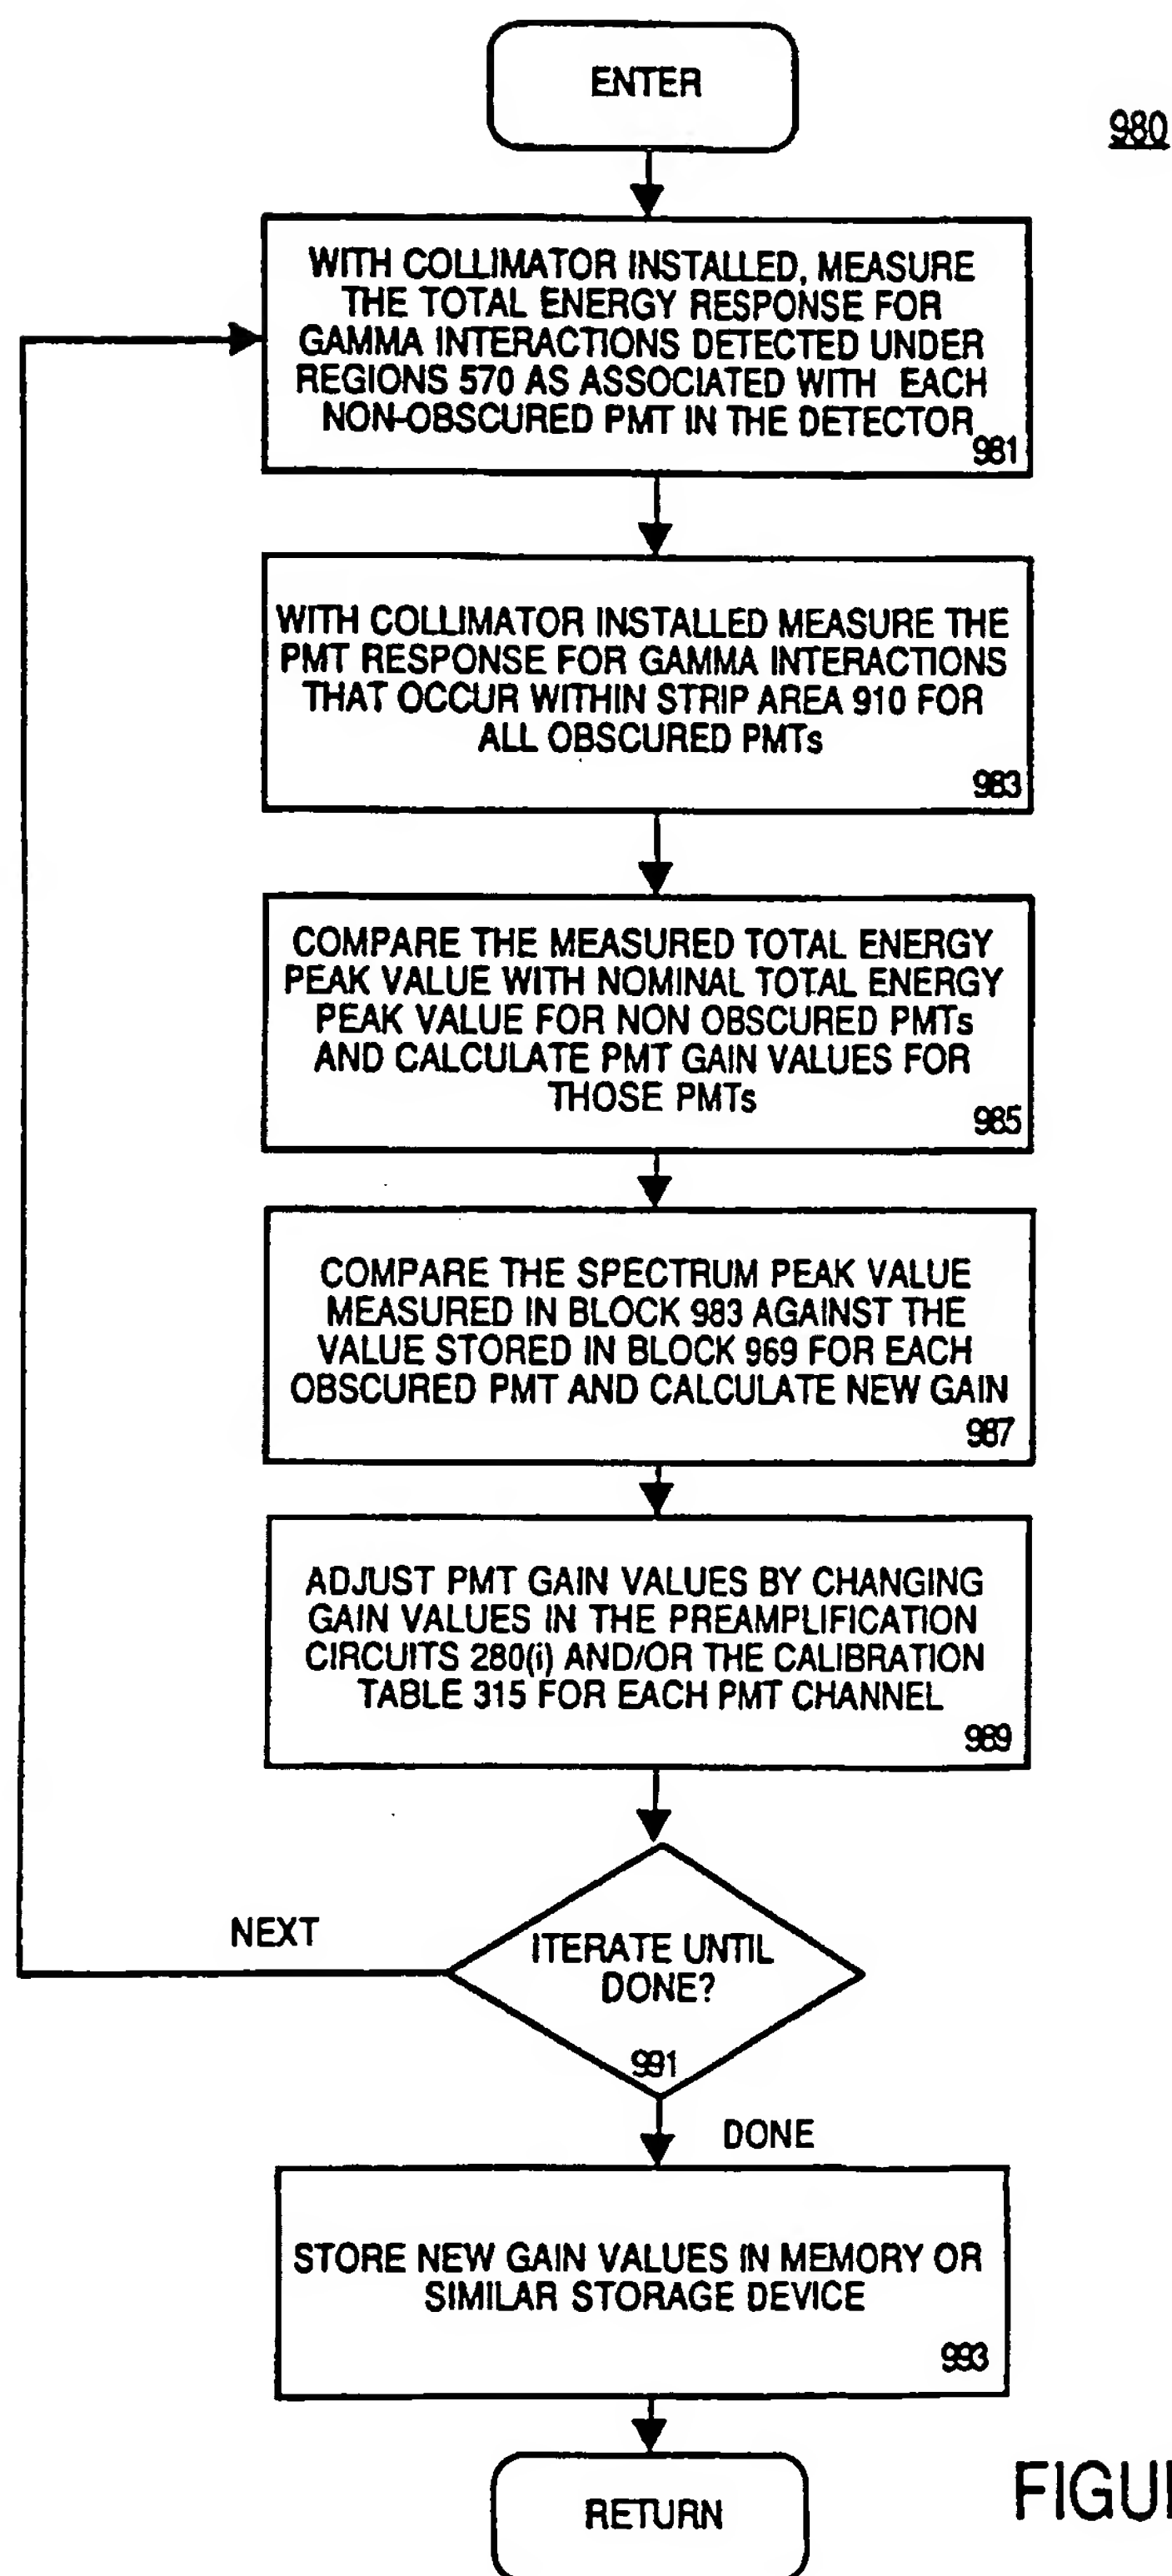 ENTER
980
WITH COLLIMATOR INSTALLED, MEASURE
THE TOTAL ENERGY RESPONSE FOR
GAMMA INTERACTIONS DETECTED UNDER
REGIONS 570 AS ASSOCIATED WITH EACH
NON-OBSCURED PMT IN THE DETECTOR
981
WITH COLLIMATOR INSTALLED MEASURE THE
PMT RESPONSE FOR GAMMA INTERACTIONS
THAT OCCUR WITHIN STRIP AREA 910 FOR
ALL OBSCURED PMTs
983
COMPARE THE MEASURED TOTAL ENERGY
PEAK VALUE WITH NOMINAL TOTAL ENERGY
PEAK VALUE FOR NON OBSCURED PMTs
AND CALCULATE PMT GAIN VALUES FOR
THOSE PMTs
985
COMPARE THE SPECTRUM PEAK VALUE
MEASURED IN BLOCK 983 AGAINST THE
VALUE STORED IN BLOCK 969 FOR EACH
OBSCURED PMT AND CALCULATE NEW GAIN
987
ADJUST PMT GAIN VALUES BY CHANGING
GAIN VALUES IN THE PREAMPLIFICATION
CIRCUITS 280(i) AND/OR THE CALIBRATION
TABLE 315 FOR EACH PMT CHANNEL
989
NEXT
ITERATE UNTIL
DONE?
991
DONE
STORE NEW GAIN VALUES IN MEMORY OR
SIMILAR STORAGE DEVICE
993
RETURN